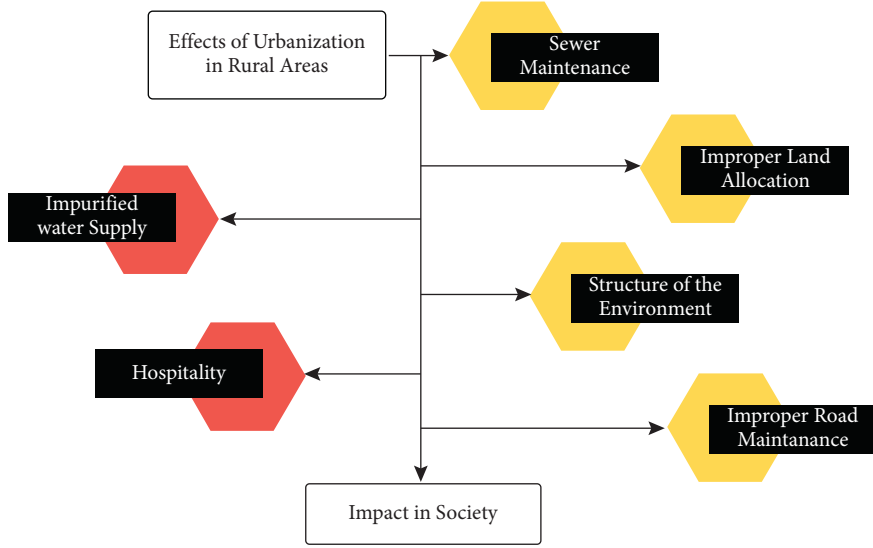 Effects of Urbanization
in Rural Areas
Sewer
Maintenance
Improper Land
Allocation
Impurified
water Supply
Structure of the
Environment
Hospitality
Improper Road
Maintanance
Impact in Society